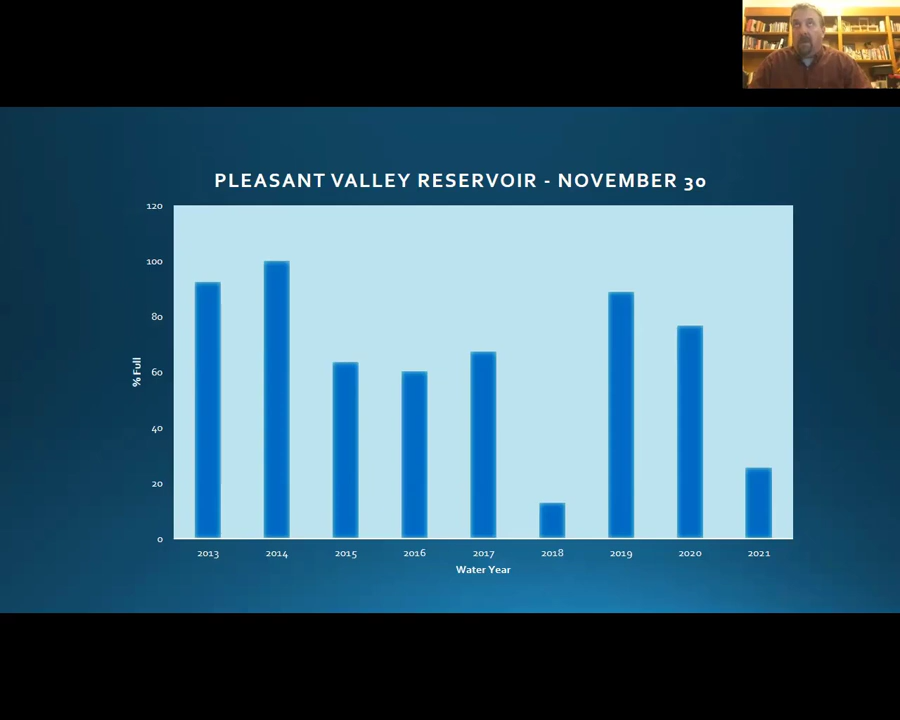 PLEASANT VALLEY RESERVOIR - NOVEMBER 30
120
100
80
60
40
20
0
% Full
2013 2014 2015 2016 2017 2018 2019 2020 2021
Water Year